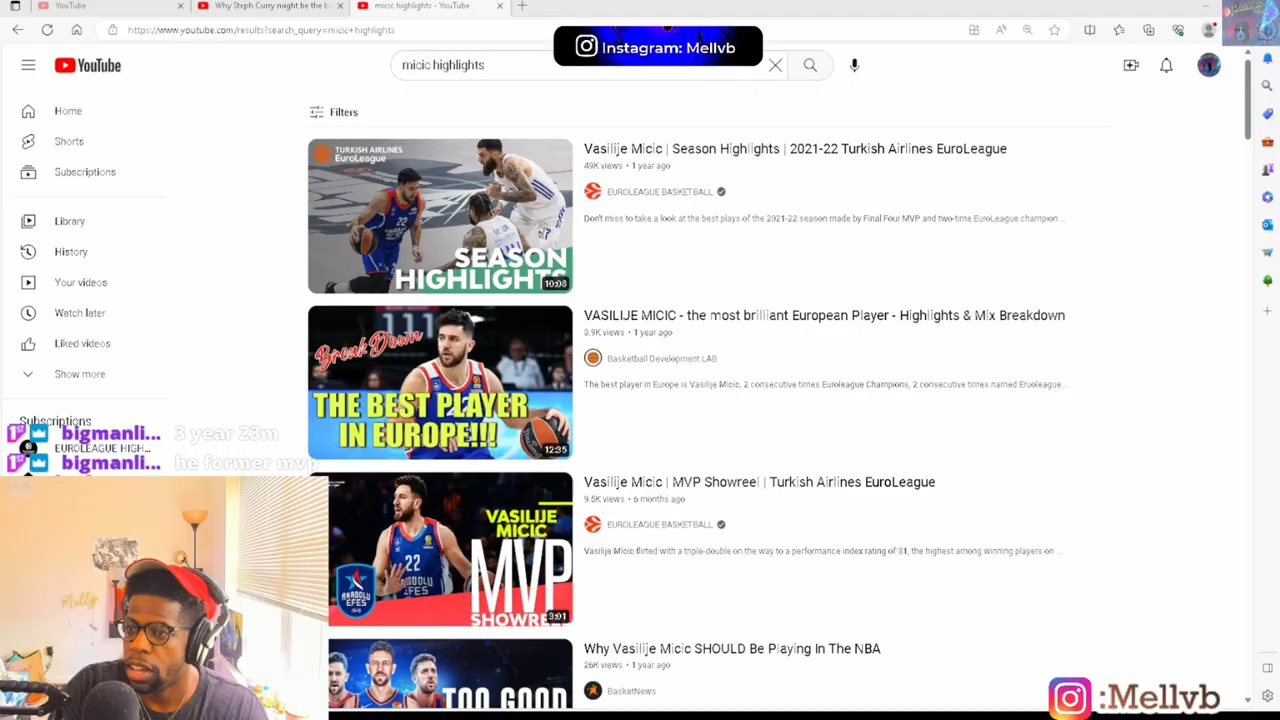 YouTube
Why Steph Curry might be the b
micic highlights - YouTube
https://www.youtube.com/results?search_query=micic+highlights
Instagram: Mellvb
YouTube
micic highlights
Home
Shorts
Subscriptions
Library
History
Your videos
Watch later
Liked videos
Show more
Subscriptions
EUROLEAGUE HIGH...
bigmanli... 3 year 23m
bigmanli... he former mvp
Filters
TURKISH AIRLINES
EuroLeague
SEASON
HIGHLIGHTS
10:08
Vasilije Micic | Season Highlights | 2021-22 Turkish Airlines EuroLeague
49K views • 1 year ago
EUROLEAGUE BASKETBALL
Don't miss to take a look at the best plays of the 2021-22 season made by Final Four MVP and two-time EuroLeague champion ...
Break Down
THE BEST PLAYER
IN EUROPE!!!
12:35
VASILIJE MICIC - the most brilliant European Player - Highlights & Mix Breakdown
3.9K views • 1 year ago
Basketball Development LAB
The best player in Europe is Vasilije Micic, 2 consecutive times Euroleague Champions, 2 consecutive times named Eruoleague...
VASILIJE
MICIC
MVP
SHOWRE
22
ANADOLU
EFES
3:01
Vasilije Micic | MVP Showreel | Turkish Airlines EuroLeague
9.5K views • 6 months ago
EUROLEAGUE BASKETBALL
Vasilije Micic flirted with a triple-double on the way to a performance index rating of 31, the highest among winning players on ...
TOO GOOD
Why Vasilije Micic SHOULD Be Playing In The NBA
26K views • 1 year ago
BasketNews
:Mellvb